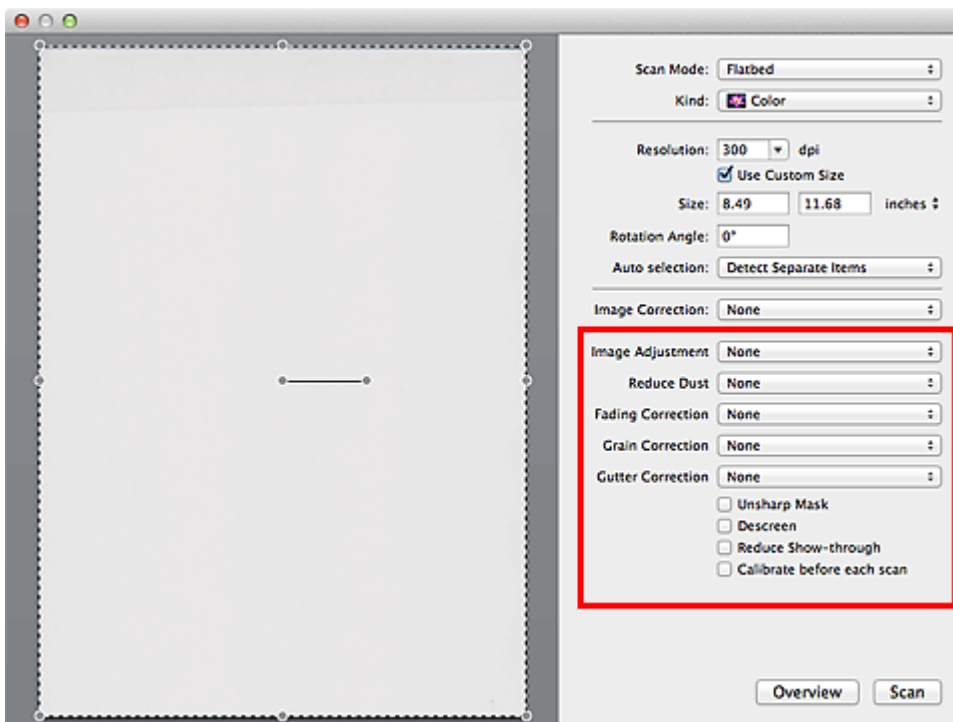 Scan Mode: Flatbed
Kind: Color
Resolution: 300 dpi
Use Custom Size
Size: 8.49 11.68 inches
Rotation Angle: 0°
Auto selection: Detect Separate Items
Image Correction: None
Image Adjustment None
Reduce Dust None
Fading Correction None
Grain Correction None
Gutter Correction None
Unsharp Mask
Descreen
Reduce Show-through
Calibrate before each scan
Overview Scan